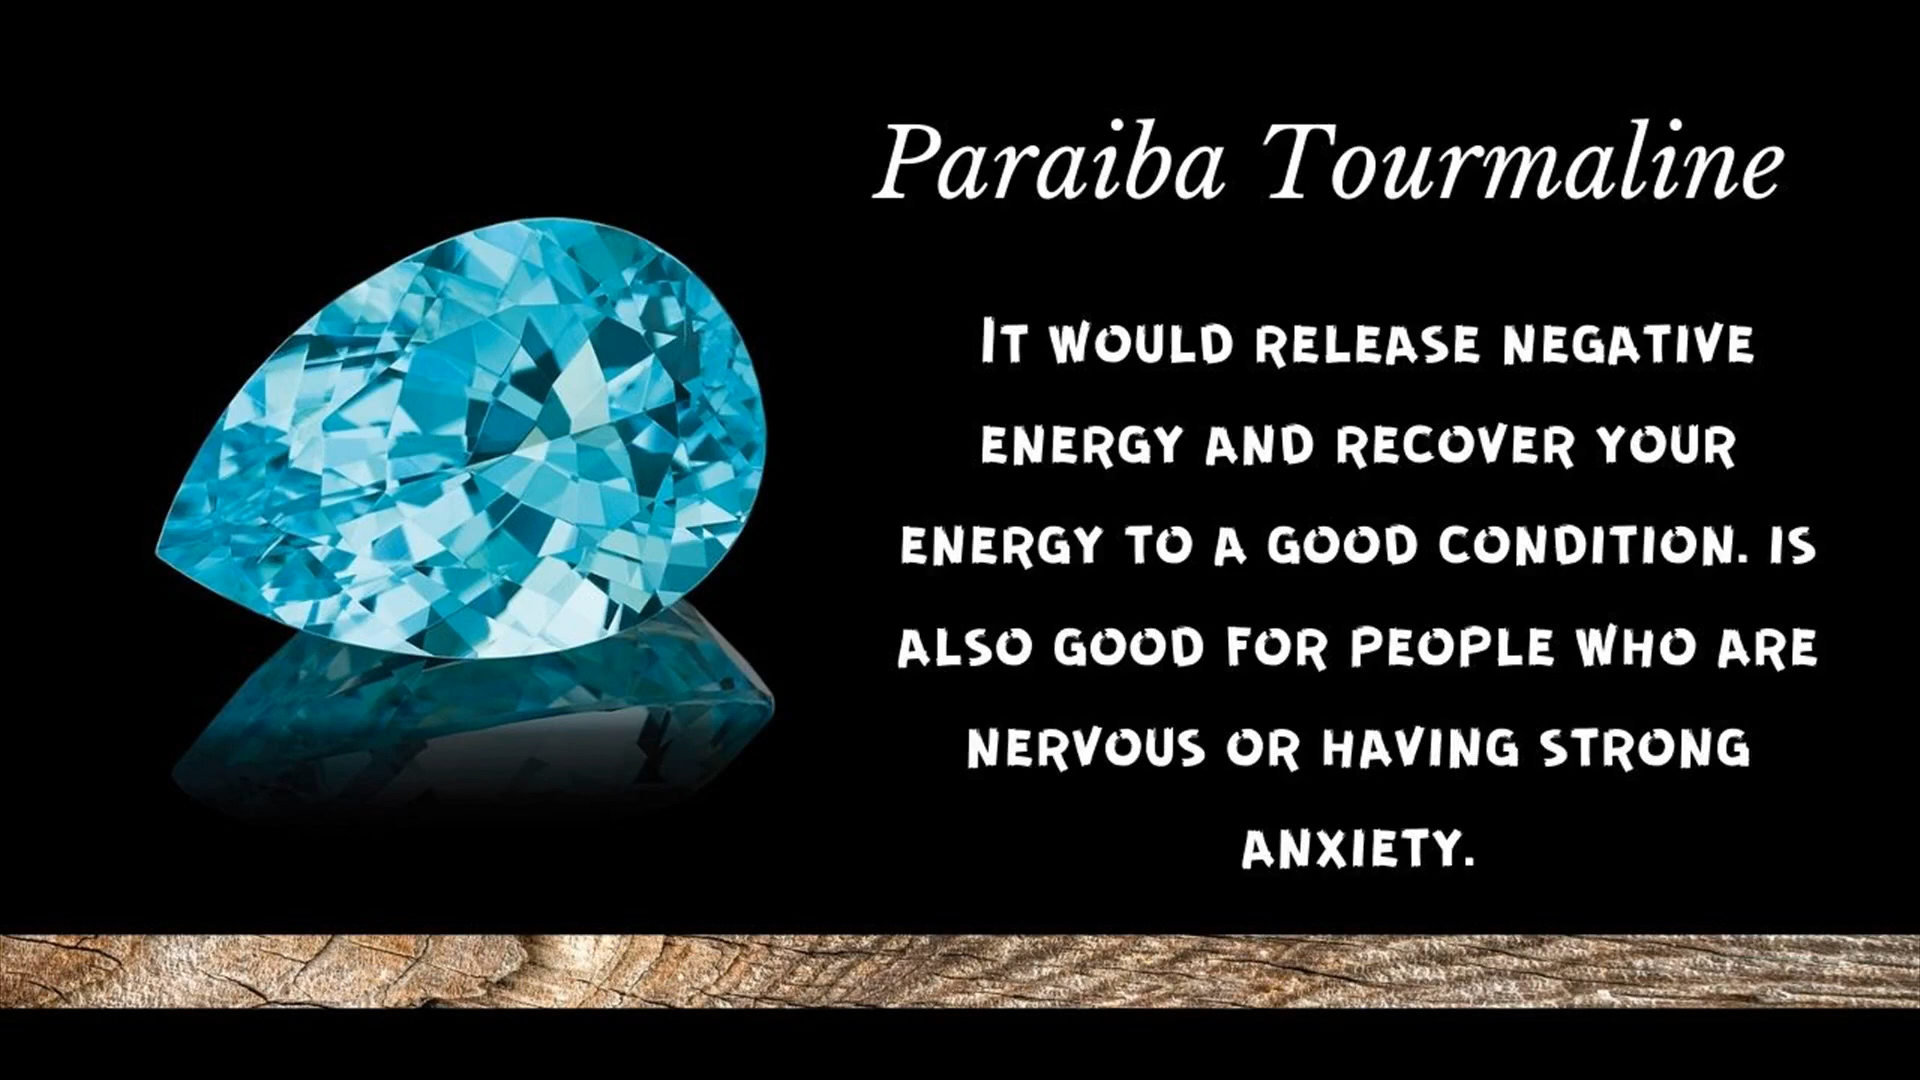 Paraiba Tourmaline
It would release negative
energy and recover your
energy to a good condition. is
also good for people who are
nervous or having strong
anxiety.